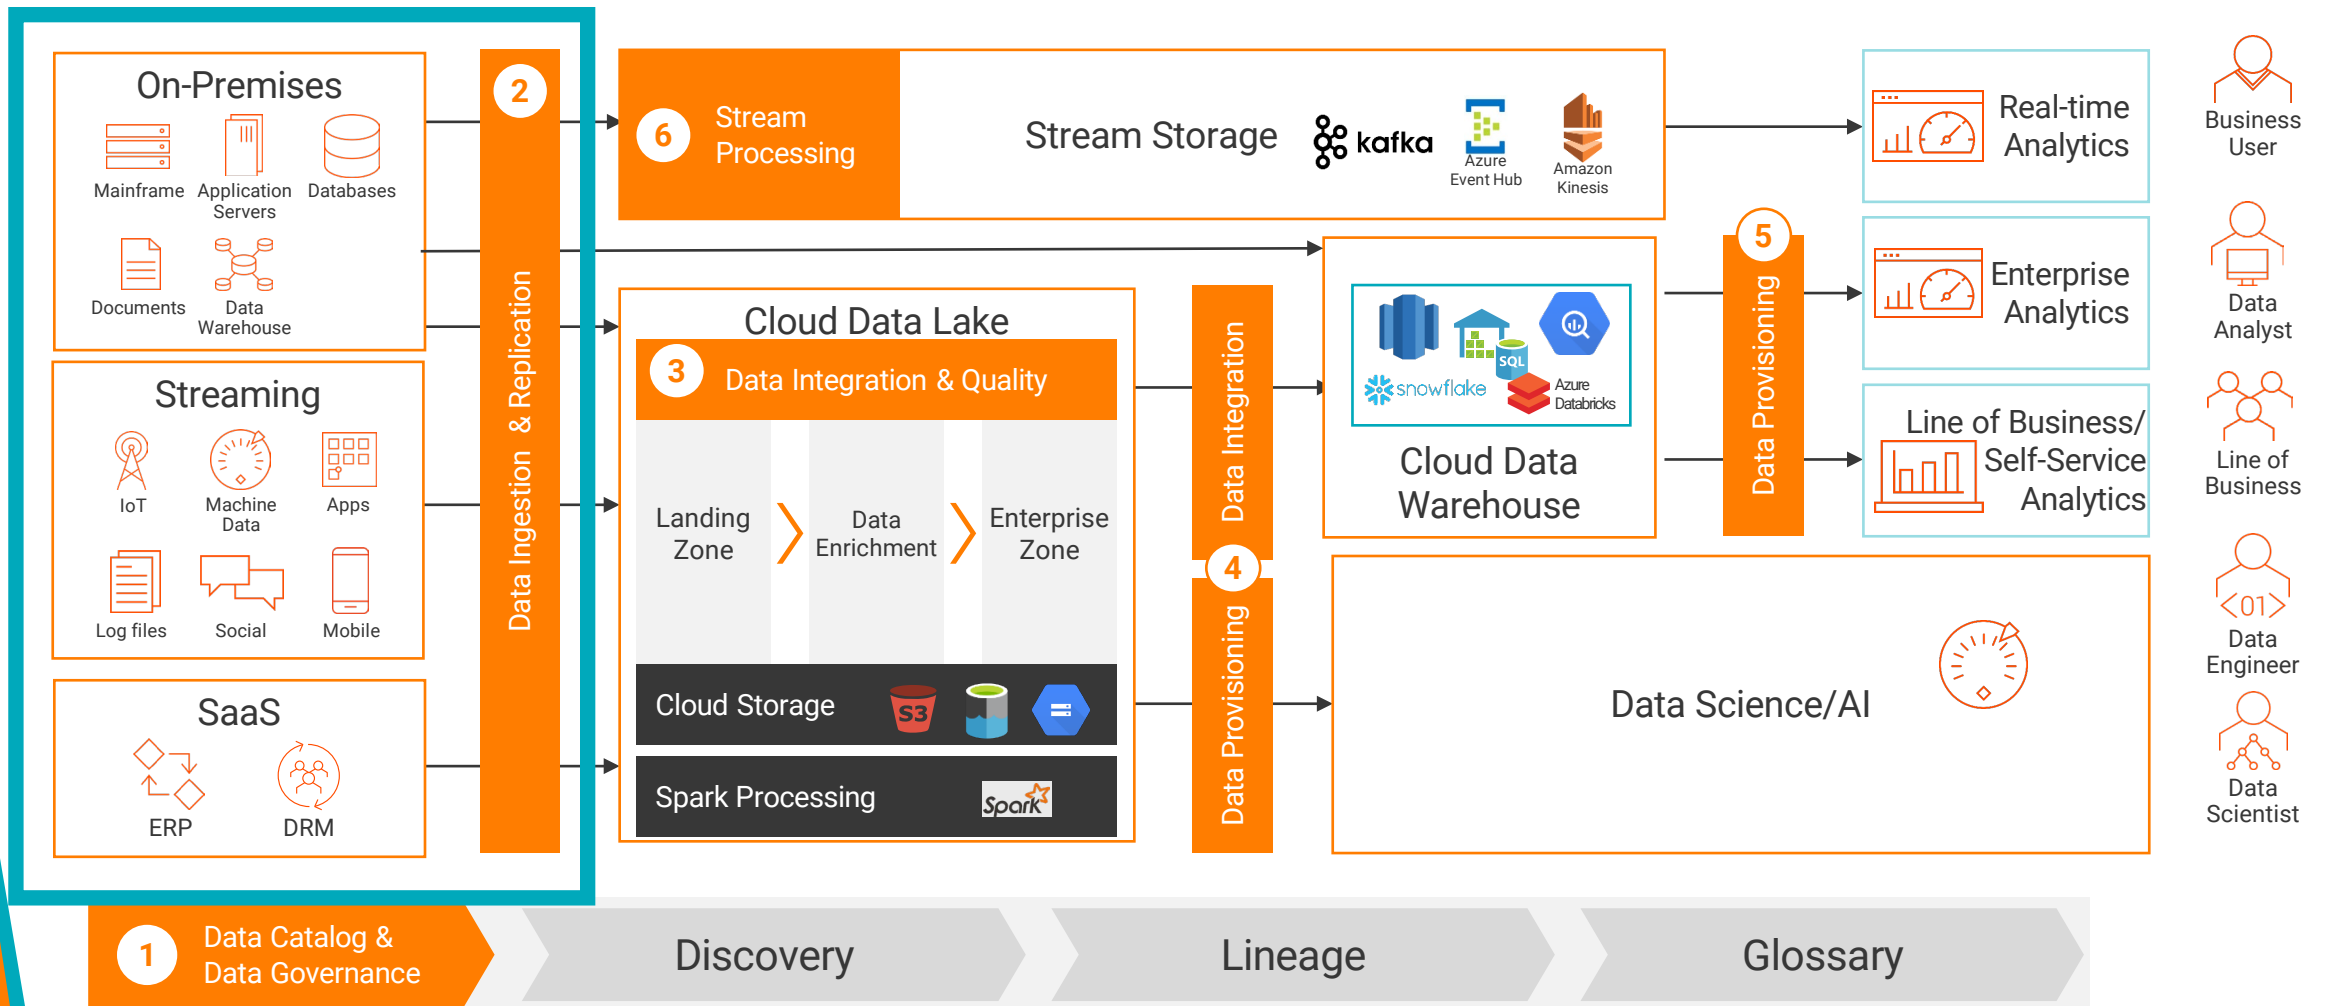 On-Premises
Mainframe
Application
Servers
Databases
Documents
Data
Warehouse
Streaming
IoT
Machine
Data
Apps
Log files
Social
Mobile
SaaS
ERP
DRM
2
Data Ingestion & Replication
6
Stream
Processing
Stream Storage
kafka
Azure
Event Hub
Amazon
Kinesis
Cloud Data Lake
3
Data Integration & Quality
Landing
Zone
Data
Enrichment
Enterprise
Zone
Cloud Storage
S3
Spark Processing
Spark
Data Integration
4
Data Provisioning
SQL
snowflake
Azure
Databricks
Cloud Data
Warehouse
5
Data Provisioning
Real-time
Analytics
Enterprise
Analytics
Line of Business/
Self-Service
Analytics
Data Science/AI
Business
User
Data
Analyst
Line of
Business
<01>
Data
Engineer
Data
Scientist
1
Data Catalog &
Data Governance
Discovery
Lineage
Glossary